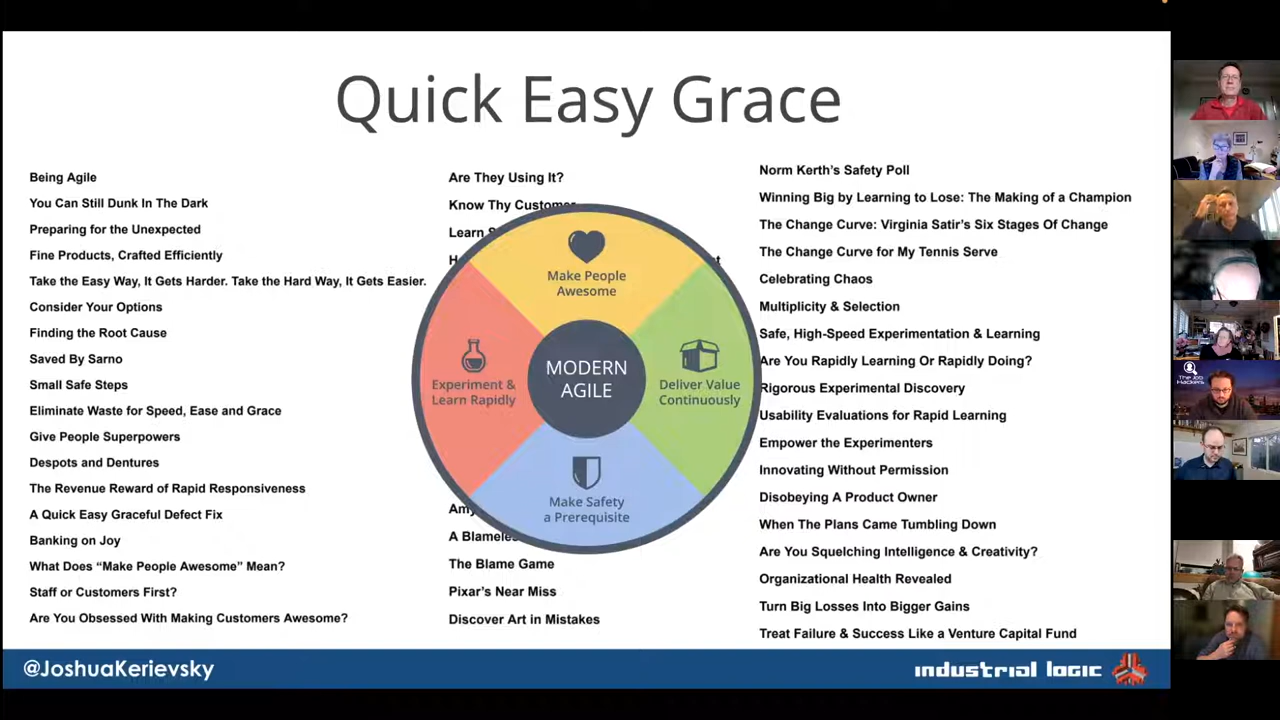 Quick Easy Grace
Being Agile
You Can Still Dunk In The Dark
Preparing for the Unexpected
Fine Products, Crafted Efficiently
Take the Easy Way, It Gets Harder. Take the Hard Way, It Gets Easier.
Consider Your Options
Finding the Root Cause
Saved By Sarno
Small Safe Steps
Eliminate Waste for Speed, Ease and Grace
Give People Superpowers
Despots and Dentures
The Revenue Reward of Rapid Responsiveness
A Quick Easy Graceful Defect Fix
Banking on Joy
What Does “Make People Awesome” Mean?
Staff or Customers First?
Are You Obsessed With Making Customers Awesome?
Are They Using It?
Know Thy Customer
Learn
Make People
Awesome
Experiment &
Learn Rapidly
MODERN
AGILE
Deliver Value
Continuously
Make Safety
a Prerequisite
Amy
A Blameles
The Blame Game
Pixar’s Near Miss
Discover Art in Mistakes
Norm Kerth’s Safety Poll
Winning Big by Learning to Lose: The Making of a Champion
The Change Curve: Virginia Satir’s Six Stages Of Change
The Change Curve for My Tennis Serve
Celebrating Chaos
Multiplicity & Selection
Safe, High-Speed Experimentation & Learning
Are You Rapidly Learning Or Rapidly Doing?
Rigorous Experimental Discovery
Usability Evaluations for Rapid Learning
Empower the Experimenters
Innovating Without Permission
Disobeying A Product Owner
When The Plans Came Tumbling Down
Are You Squelching Intelligence & Creativity?
Organizational Health Revealed
Turn Big Losses Into Bigger Gains
Treat Failure & Success Like a Venture Capital Fund
@JoshuaKerievsky
industrial logic
The Job
Hackers